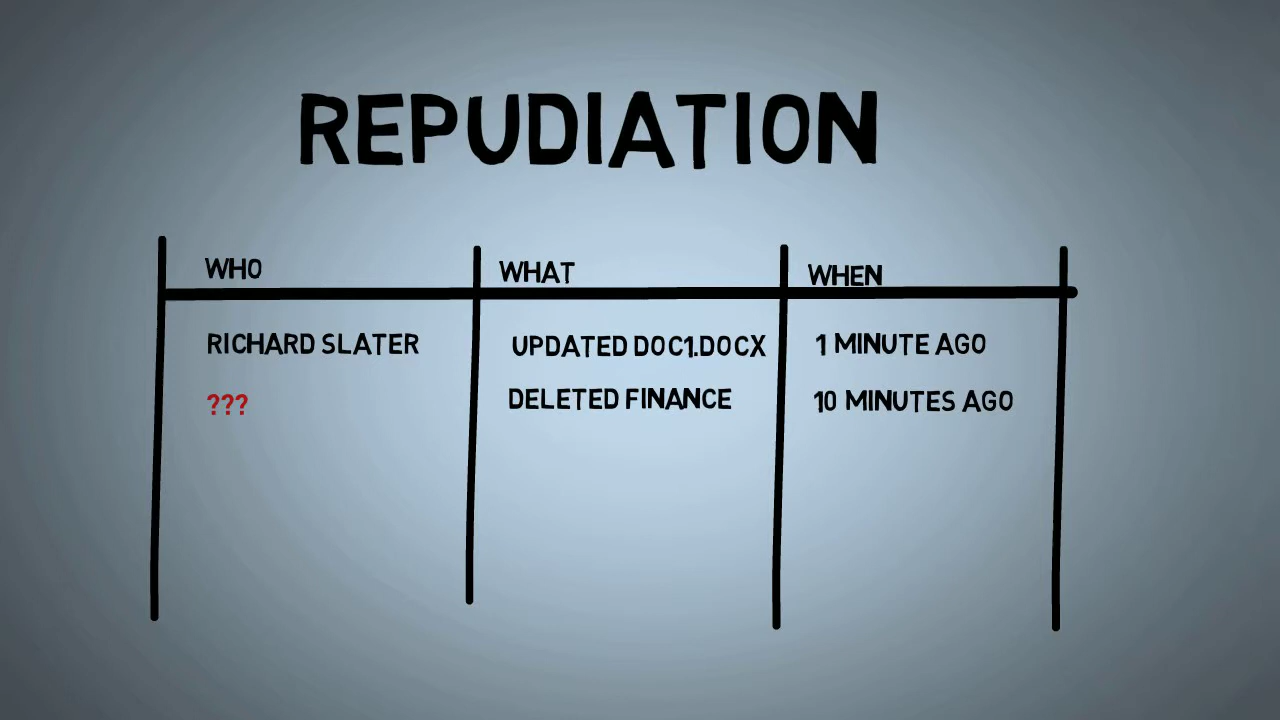 REPUDIATION
WHO WHAT WHEN
RICHARD SLATER UPDATED DOC1.DOCX 1 MINUTE AGO
??? DELETED FINANCE 10 MINUTES AGO